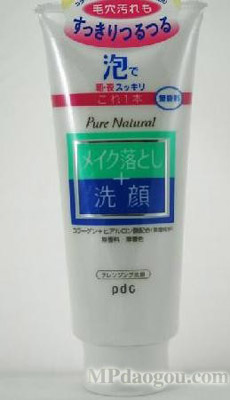 毛穴汚れも
すっきりつるつる
泡で
朝・夜スッキリ
これ1本
無香料
Pure Natural
メイク落とし
+
洗顔
コラーゲン+ヒアルロン酸配合
無香料・無着色
pdc
MPdaogou.com